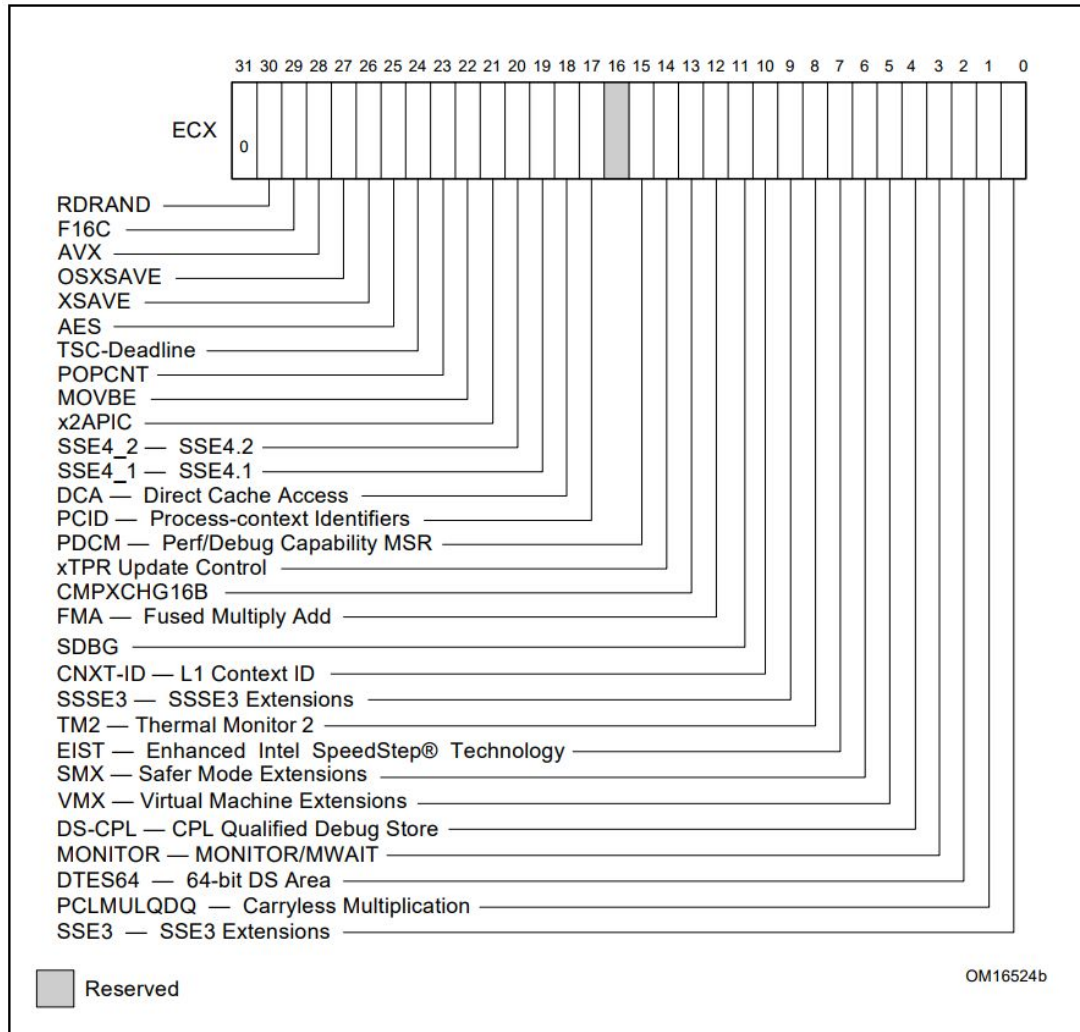 31 30 29 28 27 26 25 24 23 22 21 20 19 18 17 16 15 14 13 12 11 10 9 8 7 6 5 4 3 2 1 0
ECX
0
RDRAND
F16C
AVX
OSXSAVE
XSAVE
AES
TSC-Deadline
POPCNT
MOVBE
x2APIC
SSE4_2 — SSE4.2
SSE4_1 — SSE4.1
DCA — Direct Cache Access
PCID — Process-context Identifiers
PDCM — Perf/Debug Capability MSR
xTPR Update Control
CMPXCHG16B
FMA — Fused Multiply Add
SDBG
CNXT-ID — L1 Context ID
SSSE3 — SSSE3 Extensions
TM2 — Thermal Monitor 2
EIST — Enhanced Intel SpeedStep® Technology
SMX — Safer Mode Extensions
VMX — Virtual Machine Extensions
DS-CPL — CPL Qualified Debug Store
MONITOR — MONITOR/MWAIT
DTES64 — 64-bit DS Area
PCLMULQDQ — Carryless Multiplication
SSE3 — SSE3 Extensions
OM16524b
Reserved